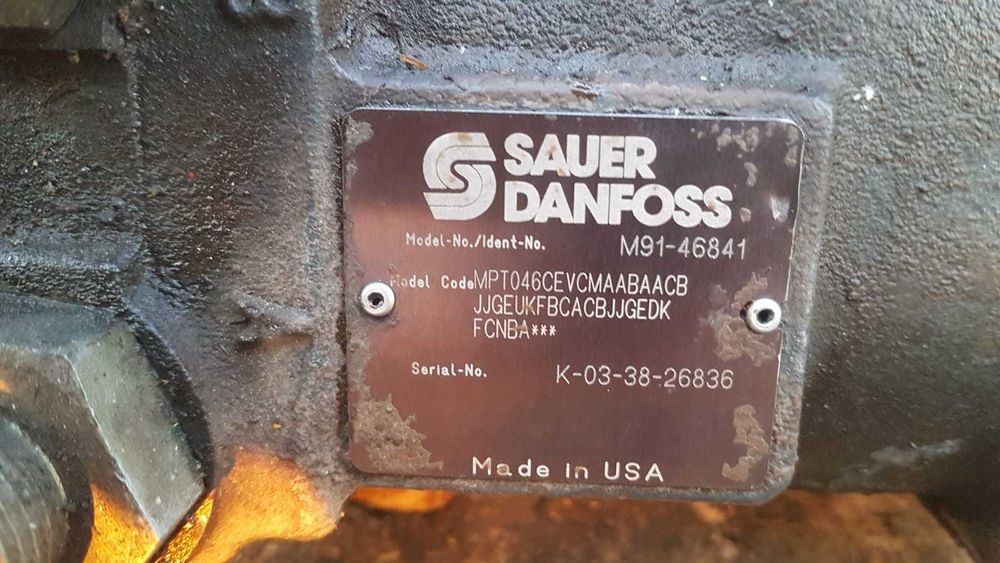 SAUER
DANFOSS
Model-No./Ident-No. M91-46841
Model Code MPT046CEVCMAABAACB
JJGEUKFBCACBJJGEDK
FCNBA***
Serial-No. K-03-38-26836
Made in USA